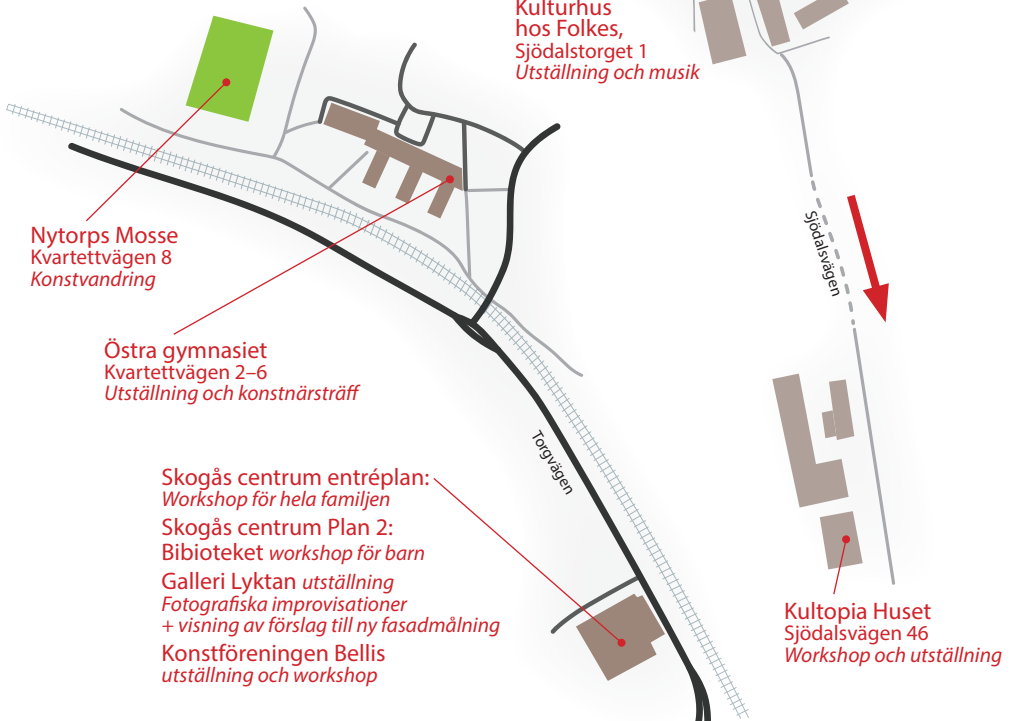 Kulturhus
hos Folkes,
Sjödalstorget 1
Utställning och musik
Sjödalsvägen
Nytorps Mosse
Kvartettvägen 8
Konstvandring
Östra gymnasiet
Kvartettvägen 2–6
Utställning och konstnärsträff
Torgvägen
Skogås centrum entréplan:
Workshop för hela familjen
Skogås centrum Plan 2:
Bibioteket workshop för barn
Galleri Lyktan utställning
Fotografiska improvisationer
+ visning av förslag till ny fasadmålning
Konstföreningen Bellis
utställning och workshop
Kultopia Huset
Sjödalsvägen 46
Workshop och utställning